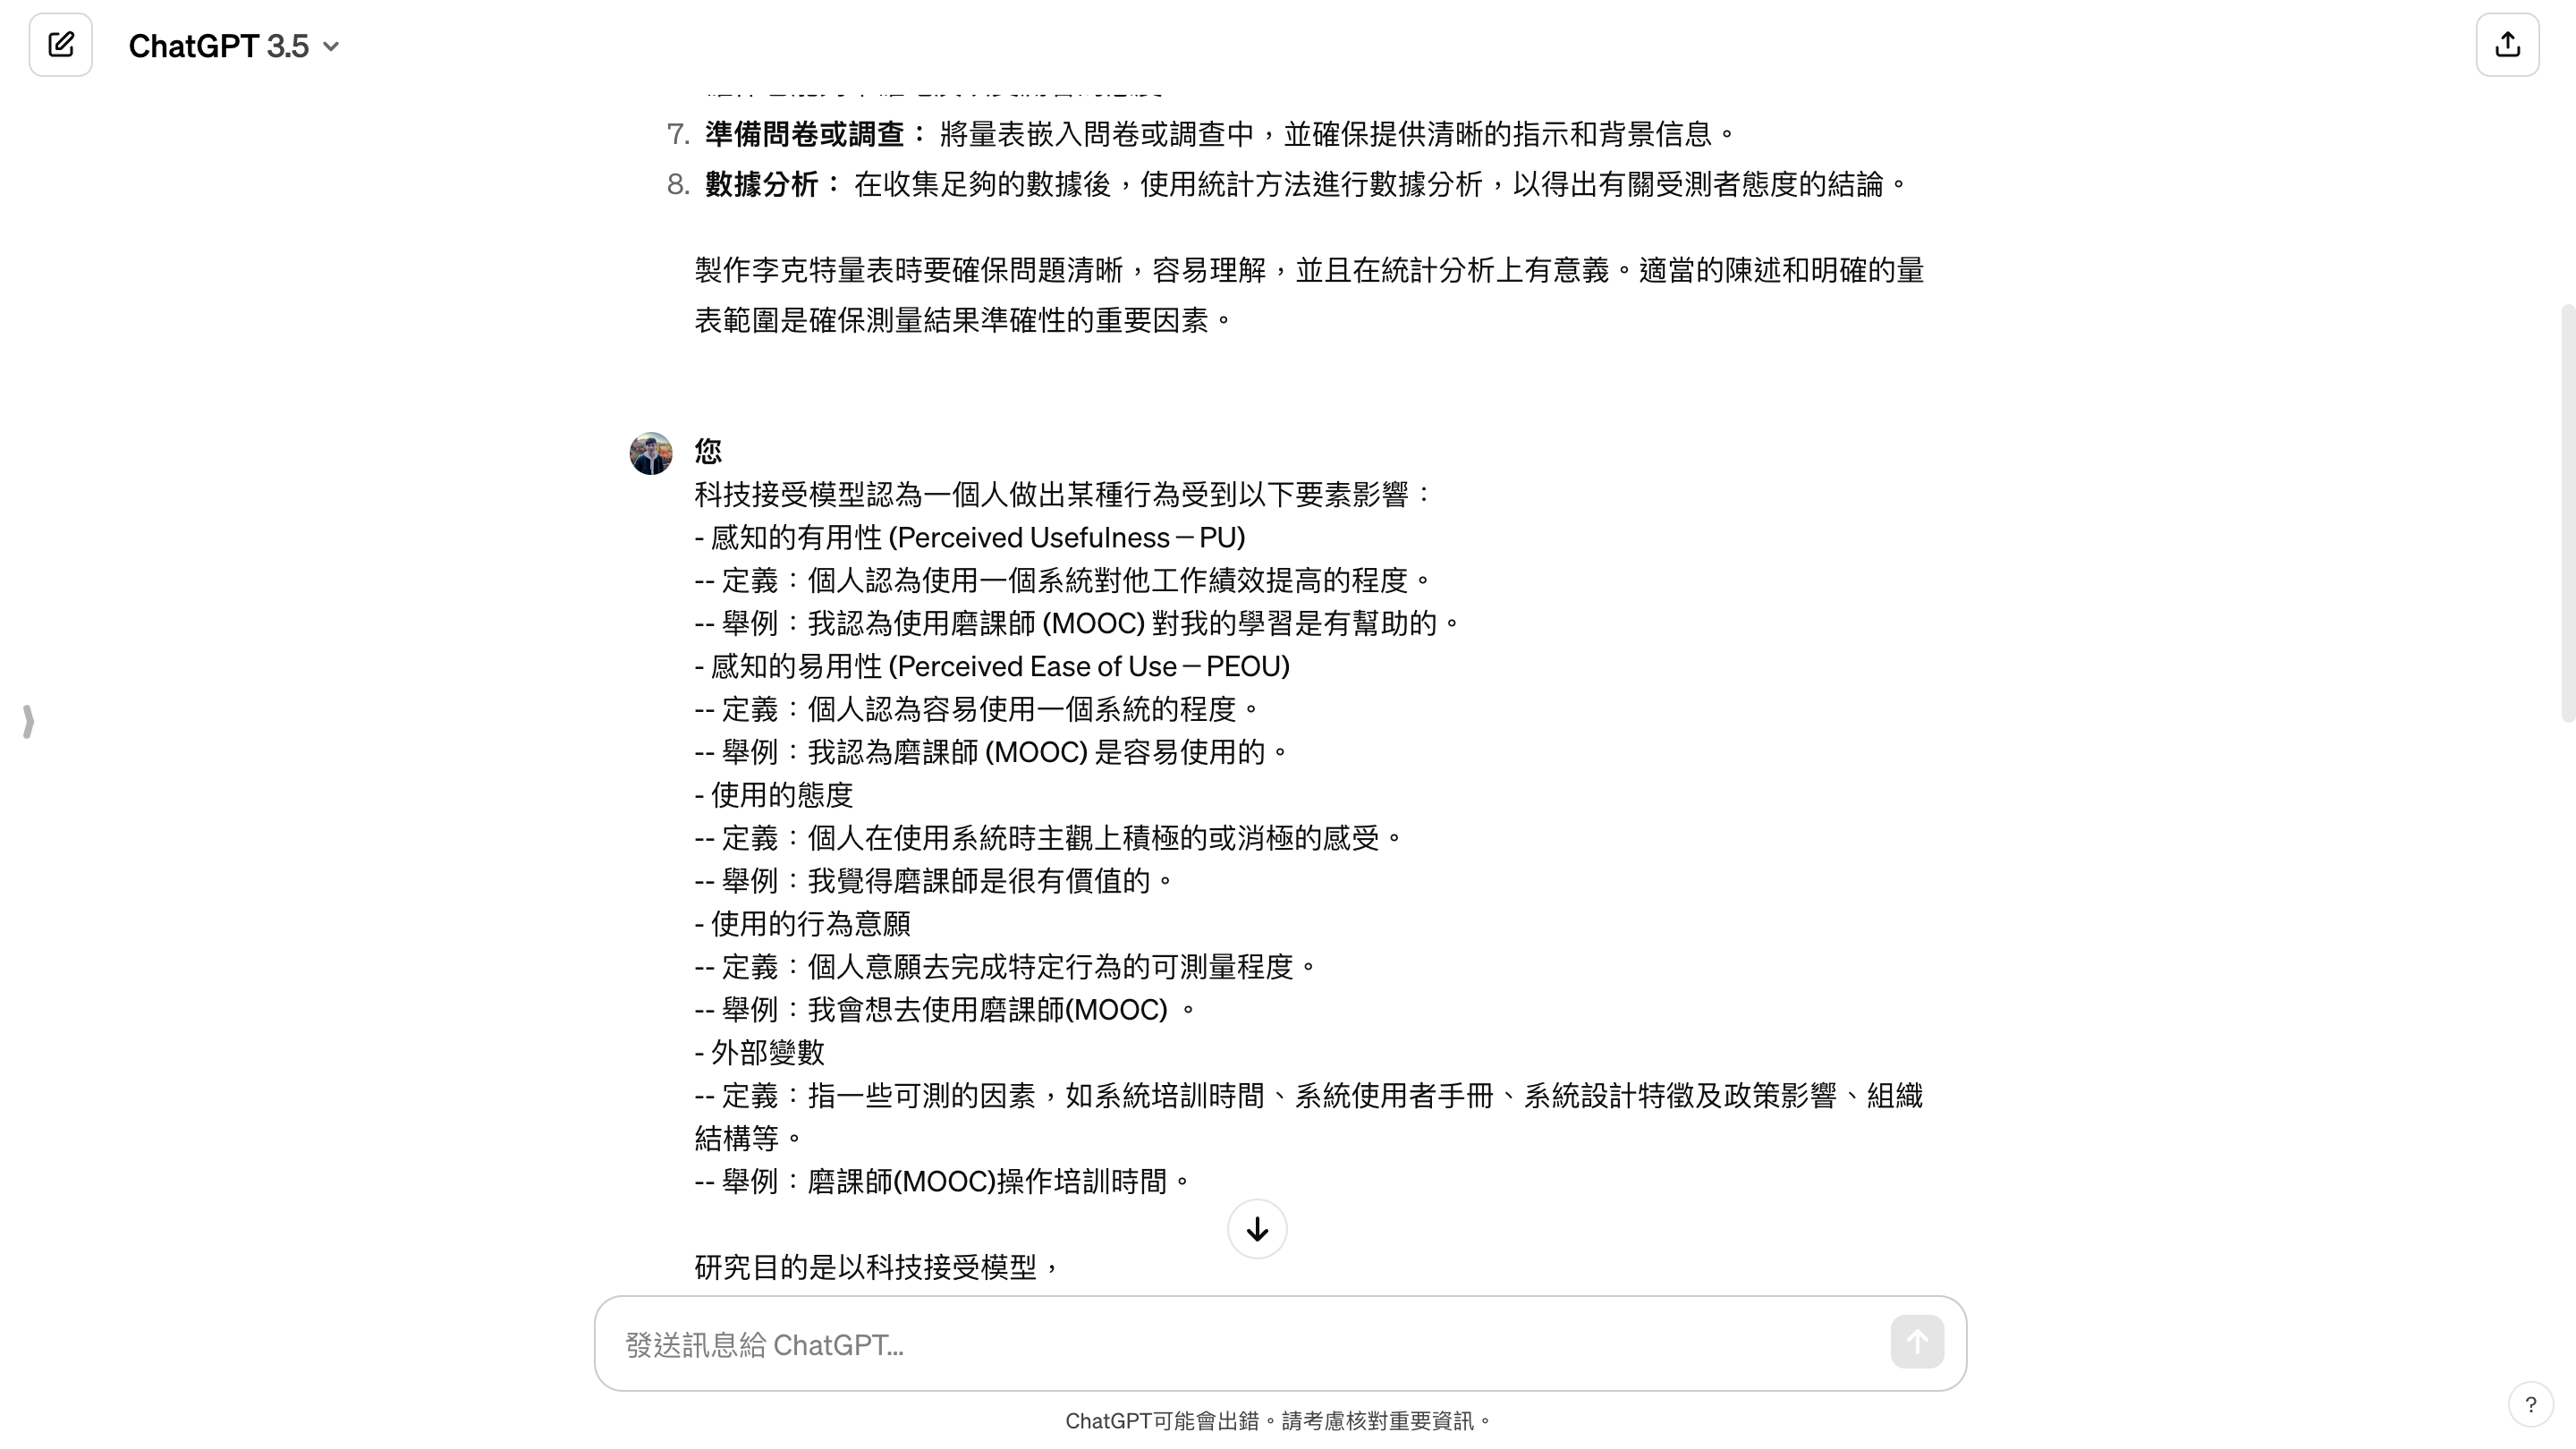 ChatGPT 3.5
7. 準備問卷或調查： 將量表嵌入問卷或調查中，並確保提供清晰的指示和背景信息。
8. 數據分析： 在收集足夠的數據後，使用統計方法進行數據分析，以得出有關受測者態度的結論。
製作李克特量表時要確保問題清晰，容易理解，並且在統計分析上有意義。適當的陳述和明確的量
表範圍是確保測量結果準確性的重要因素。
您
科技接受模型認為一個人做出某種行為受到以下要素影響：
- 感知的有用性 (Perceived Usefulness－PU)
-- 定義：個人認為使用一個系統對他工作績效提高的程度。
-- 舉例：我認為使用磨課師 (MOOC) 對我的學習是有幫助的。
- 感知的易用性 (Perceived Ease of Use－PEOU)
-- 定義：個人認為容易使用一個系統的程度。
-- 舉例：我認為磨課師 (MOOC) 是容易使用的。
- 使用的態度
-- 定義：個人在使用系統時主觀上積極的或消極的感受。
-- 舉例：我覺得磨課師是很有價值的。
- 使用的行為意願
-- 定義：個人意願去完成特定行為的可測量程度。
-- 舉例：我會想去使用磨課師(MOOC) 。
- 外部變數
-- 定義：指一些可測的因素，如系統培訓時間、系統使用者手冊、系統設計特徵及政策影響、組織
結構等。
-- 舉例：磨課師(MOOC)操作培訓時間。
研究目的是以科技接受模型，
發送訊息給 ChatGPT...
ChatGPT可能會出錯。請考慮核對重要資訊。
?